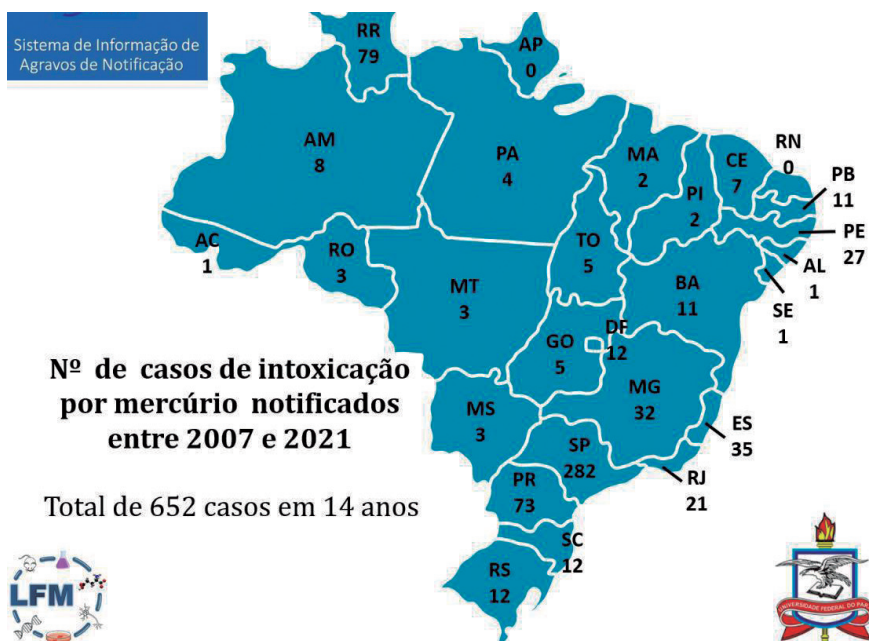 Sistema de Informação de
Agravos de Notificação
RR
79
AP
0
AM
8
PA
4
MA
2
CE
7
RN
0
PB
11
PI
2
PE
27
AC
1
RO
3
TO
5
AL
1
MT
3
BA
11
SE
1
GO
5
DF
12
Nº de casos de intoxicação
por mercúrio notificados
entre 2007 e 2021
MG
32
MS
3
ES
35
SP
282
RJ
21
PR
73
Total de 652 casos em 14 anos
SC
12
RS
12
LFM
UNIVERSIDADE FEDERAL DO PARÁ